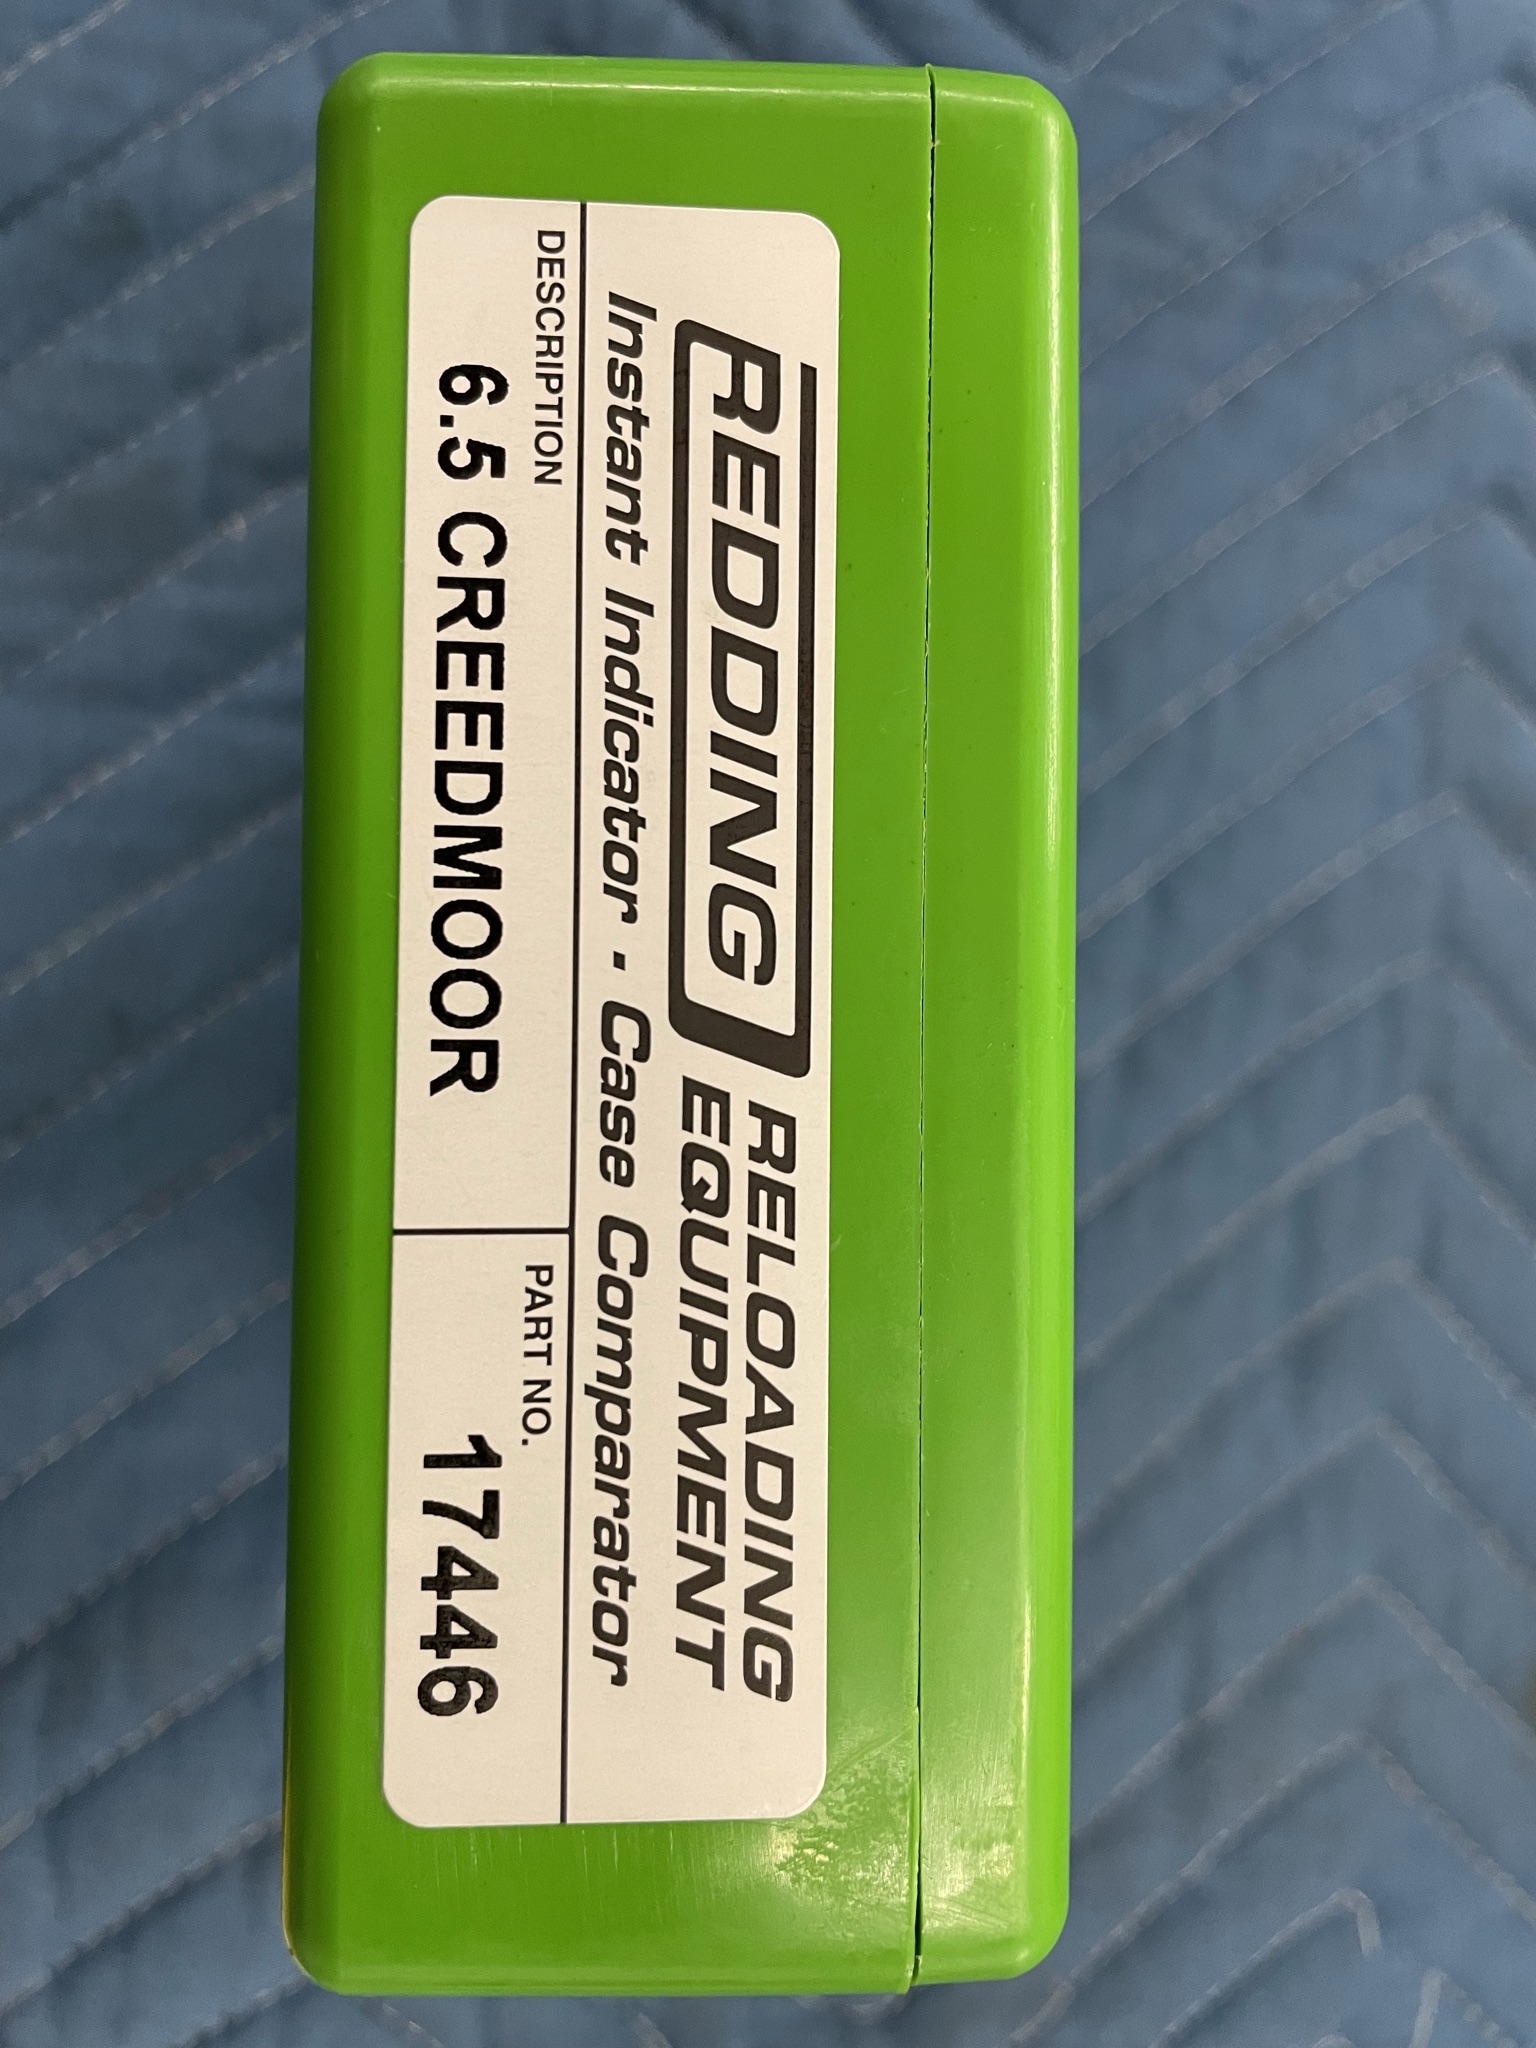 REDDING RELOADING
EQUIPMENT
Instant Indicator · Case Comparator
DESCRIPTION
6.5 CREEDMOOR
PART NO.
17446